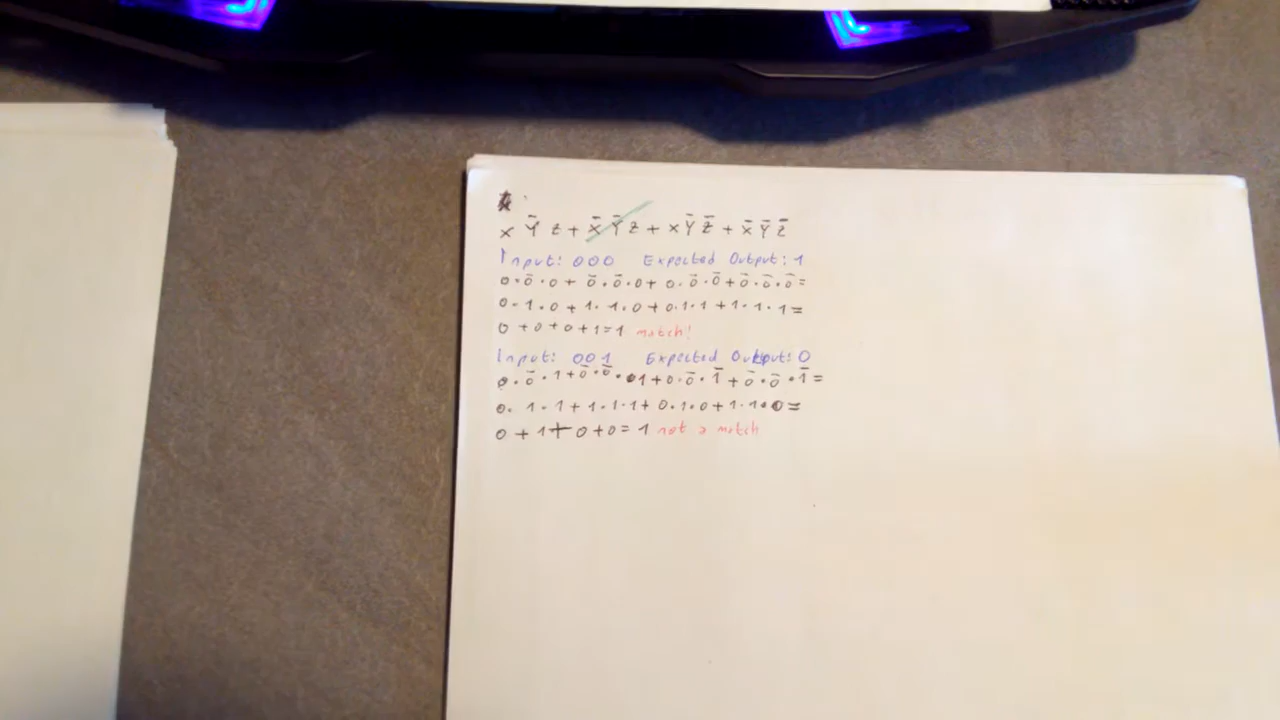 x Ȳ z + x̄ Ȳ z + x Ȳ z̄ + x̄ Ȳ z̄
Input: 000 Expected Output: 1
0·0̄·0 + 0̄·0̄·0 + 0·0̄·0̄ + 0̄·0̄·0̄ =
0·1·0 + 1·1·0 + 0·1·1 + 1·1·1 =
0 + 0 + 0 + 1 = 1 match!
Input: 001 Expected Output: 0
0·0̄·1 + 0̄·0̄·1 + 0·0̄·1̄ + 0̄·0̄·1̄ =
0·1·1 + 1·1·1 + 0·1·0 + 1·1·0 =
0 + 1 + 0 + 0 = 1 not a match